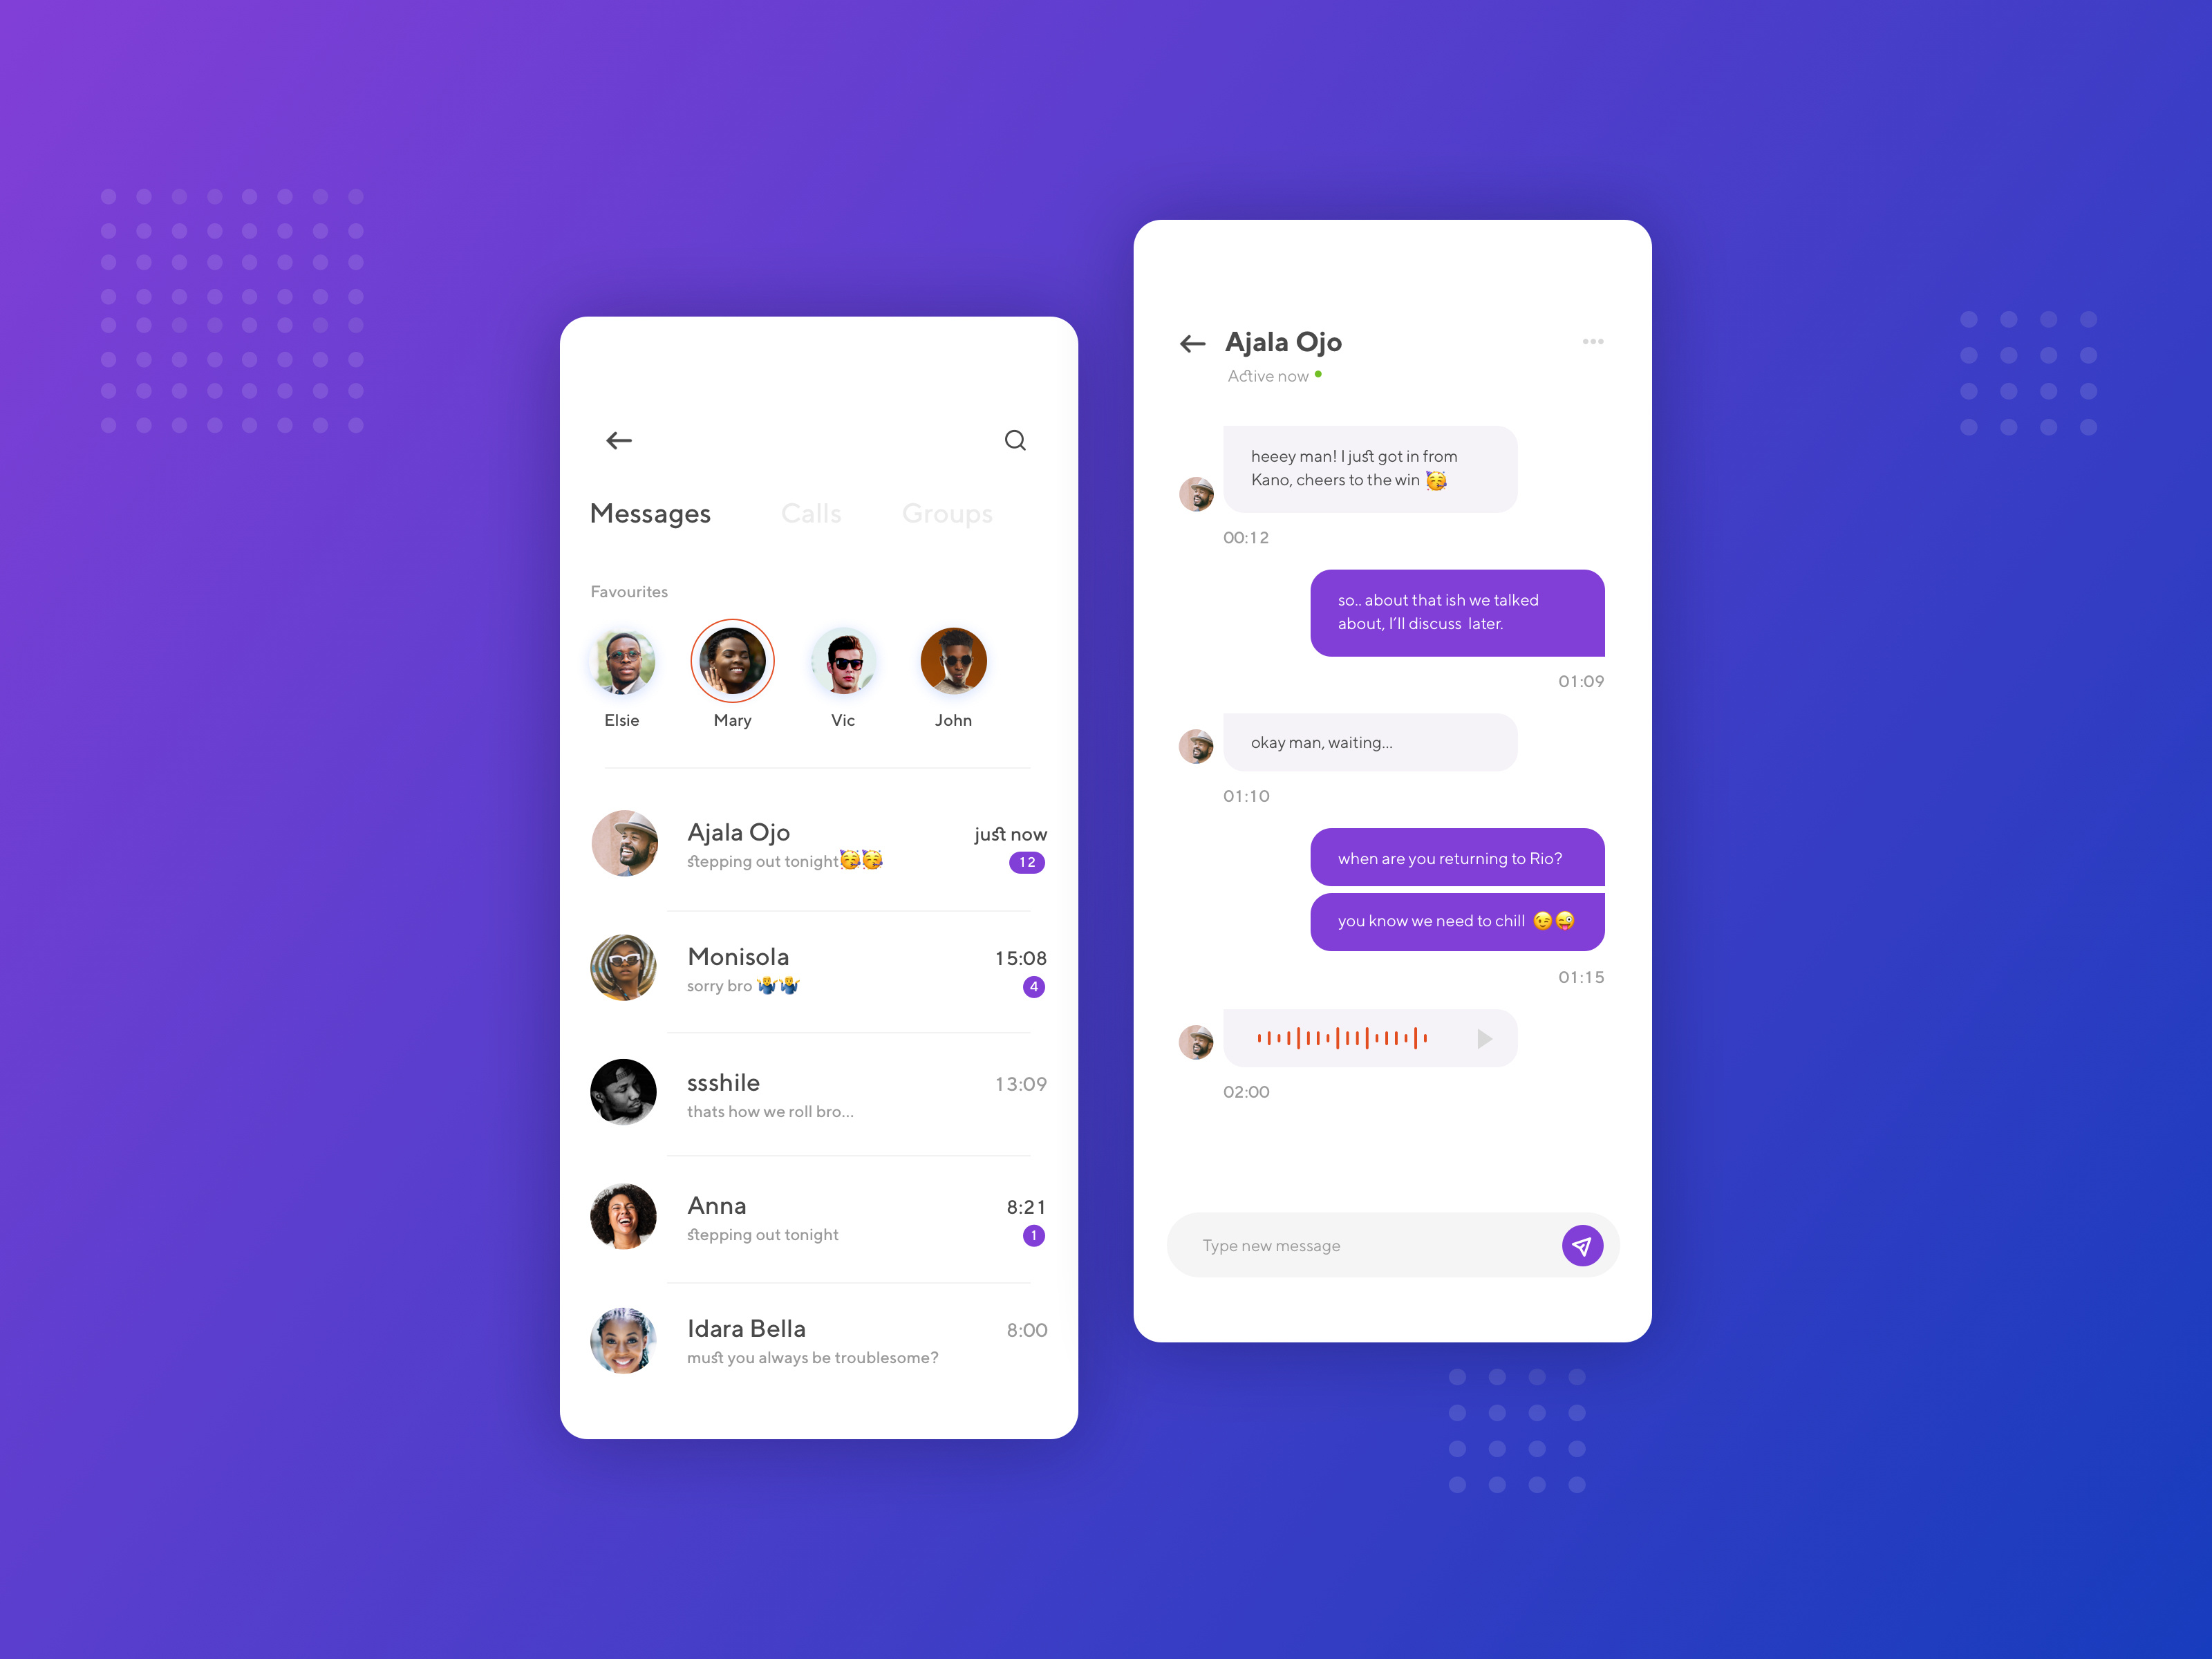 Messages Calls Groups
Favourites
Elsie Mary Vic John
Ajala Ojo just now
stepping out tonight🥳🥳 12
Monisola 15:08
sorry bro 🤷‍♂️🤷‍♂️ 4
ssshile 13:09
thats how we roll bro...
Anna 8:21
stepping out tonight 1
Idara Bella 8:00
must you always be troublesome?
Ajala Ojo
Active now
heeey man! I just got in from
Kano, cheers to the win 🥳
00:12
so.. about that ish we talked
about, I’ll discuss later.
01:09
okay man, waiting...
01:10
when are you returning to Rio?
you know we need to chill 😉😜
01:15
02:00
Type new message